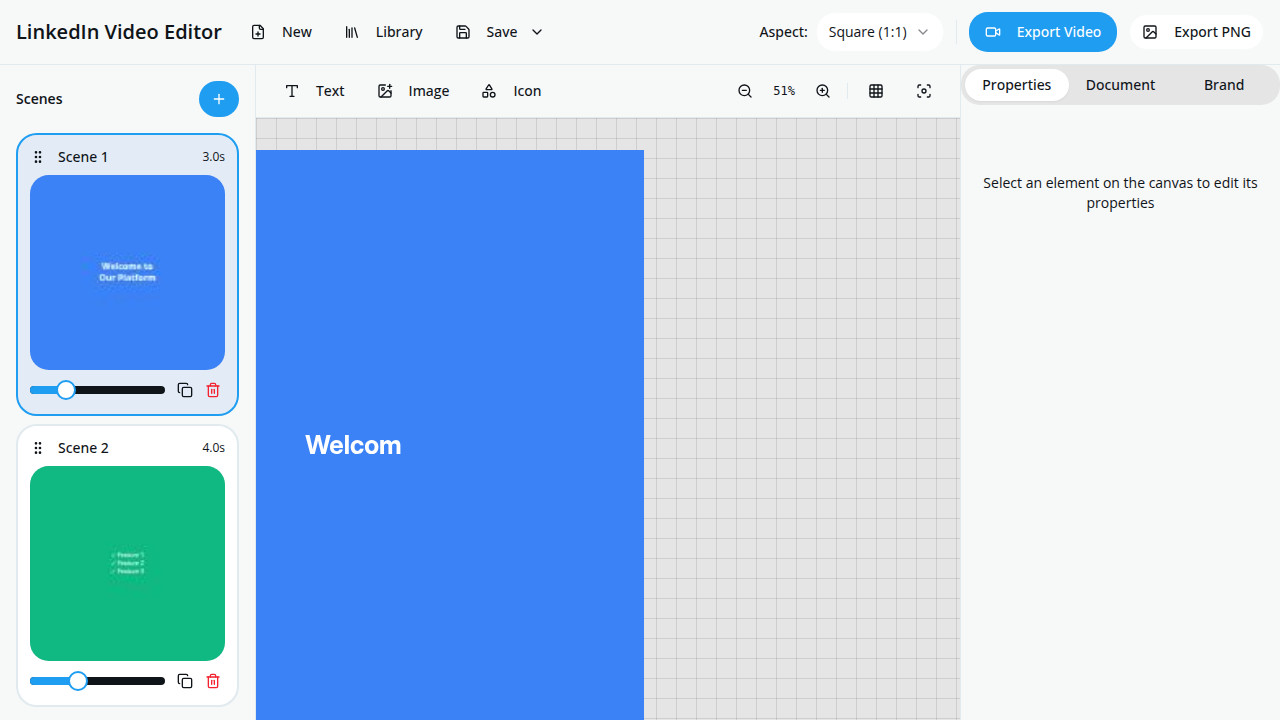 LinkedIn Video Editor
New
Library
Save
Aspect:
Square (1:1)
Export Video
Export PNG
Scenes
Text
Image
Icon
51%
Properties
Document
Brand
Scene 1
3.0s
Welcome to
Our Platform
Scene 2
4.0s
✓ Feature 1
✓ Feature 2
✓ Feature 3
Welcom
Select an element on the canvas to edit its
properties